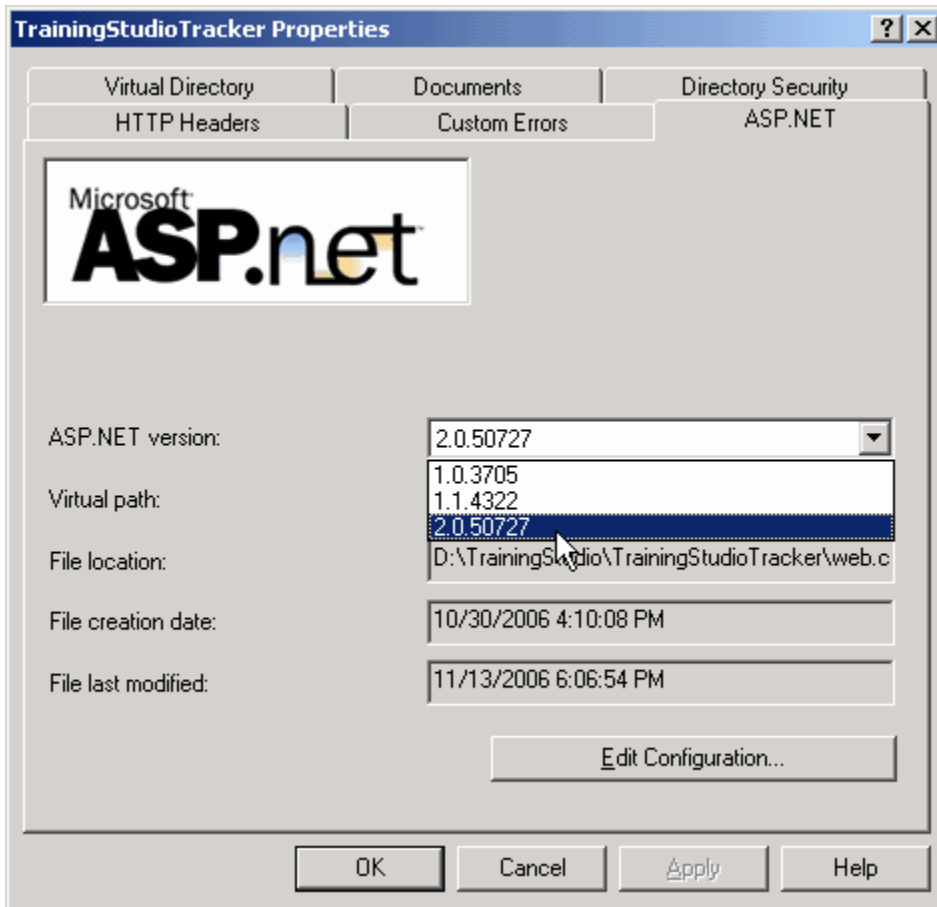 TrainingStudioTracker Properties
Virtual Directory
Documents
Directory Security
HTTP Headers
Custom Errors
ASP.NET
Microsoft
ASP.net
ASP.NET version:
2.0.50727
1.0.3705
1.1.4322
2.0.50727
Virtual path:
File location:
D:\TrainingStudio\TrainingStudioTracker\web.c
File creation date:
10/30/2006 4:10:08 PM
File last modified:
11/13/2006 6:06:54 PM
Edit Configuration...
OK
Cancel
Apply
Help